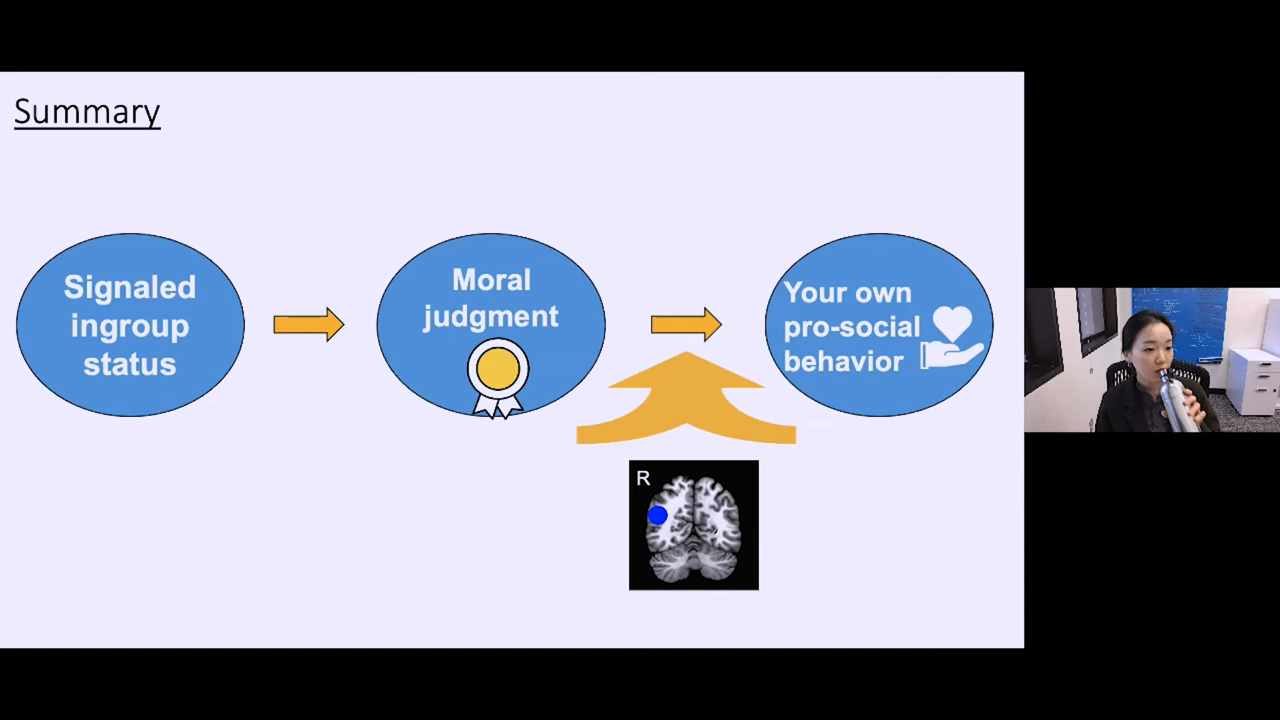 Summary
Signaled
ingroup
status
Moral
judgment
Your own
pro-social
behavior
R